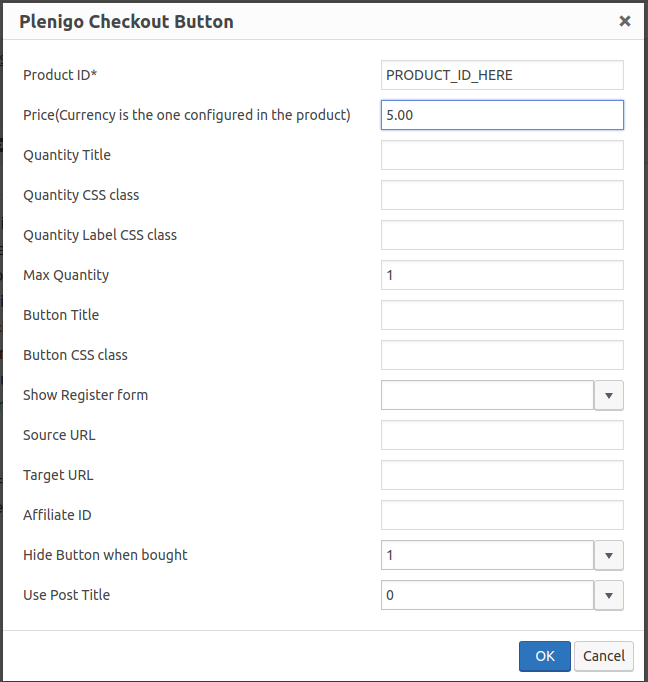 Plenigo Checkout Button
Product ID* PRODUCT_ID_HERE
Price(Currency is the one configured in the product) 5.00
Quantity Title
Quantity CSS class
Quantity Label CSS class
Max Quantity 1
Button Title
Button CSS class
Show Register form
Source URL
Target URL
Affiliate ID
Hide Button when bought 1
Use Post Title 0
OK Cancel